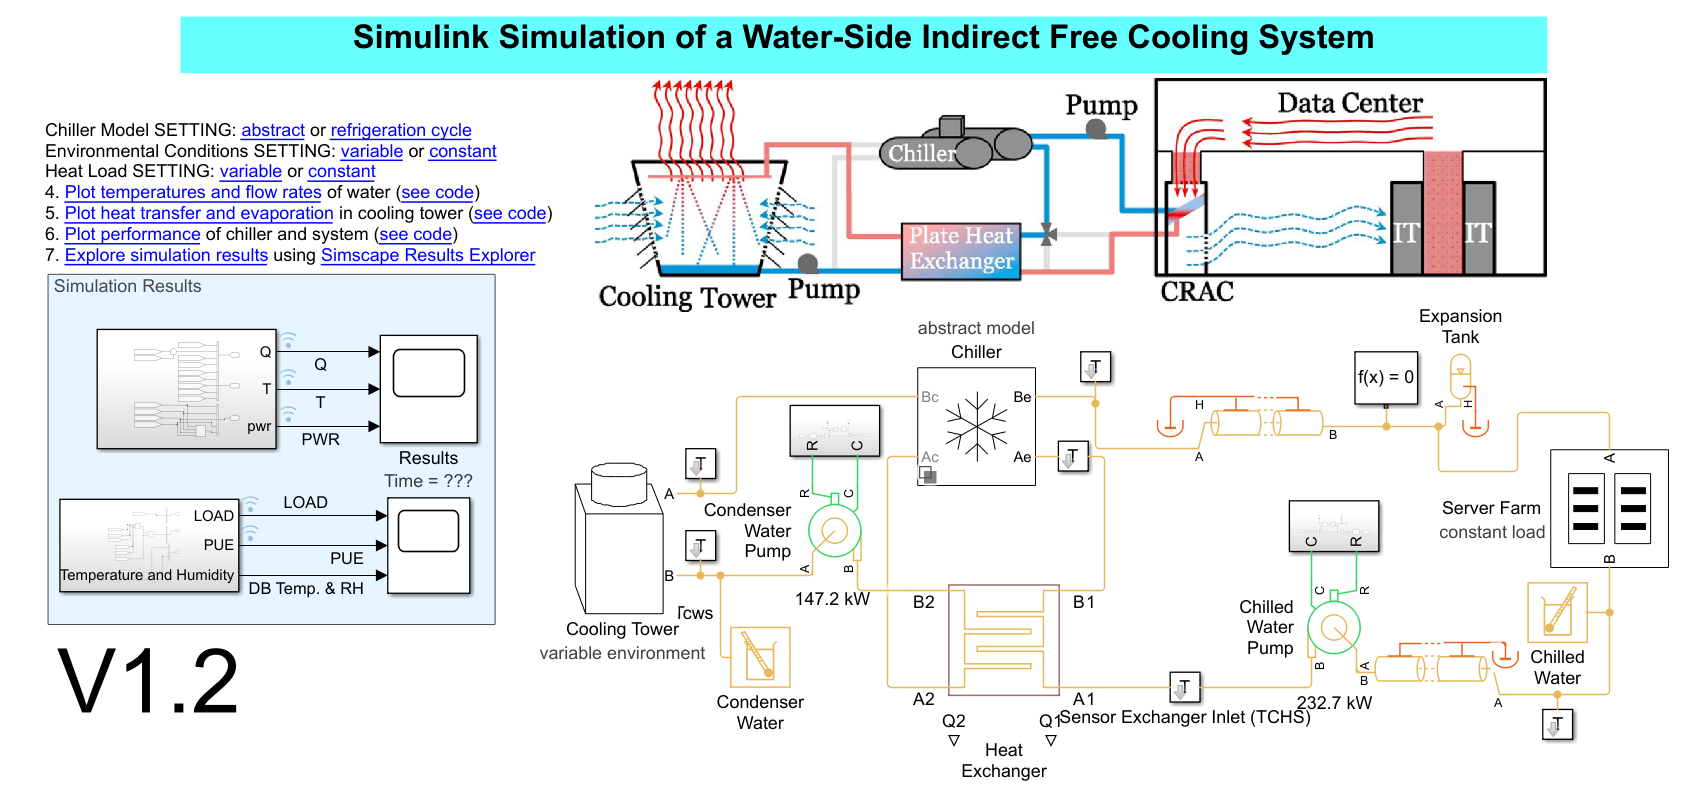 Simulink Simulation of a Water-Side Indirect Free Cooling System
Chiller Model SETTING: abstract or refrigeration cycle
Environmental Conditions SETTING: variable or constant
Heat Load SETTING: variable or constant
4. Plot temperatures and flow rates of water (see code)
5. Plot heat transfer and evaporation in cooling tower (see code)
6. Plot performance of chiller and system (see code)
7. Explore simulation results using Simscape Results Explorer
Pump
Data Center
Chiller
Plate Heat
Exchanger
IT
IT
Cooling Tower
Pump
CRAC
Simulation Results
Q
Q
T
T
pwr
PWR
Results
Time = ???
LOAD
LOAD
PUE
PUE
Temperature and Humidity
DB Temp. & RH
V1.2
abstract model
Chiller
Bc
Be
Ac
Ae
T
T
T
T
A
B
R
C
R
C
A
B
Condenser
Water
Pump
147.2 kW
Tcws
Cooling Tower
variable environment
Condenser
Water
B2
B1
A2
A1
Q2
Q1
Heat
Exchanger
T
Sensor Exchanger Inlet (TCHS)
H
A
B
f(x) = 0
Expansion
Tank
A
H
A
B
Server Farm
constant load
C
R
C
R
B
A
Chilled
Water
Pump
232.7 kW
B
A
Chilled
Water
T